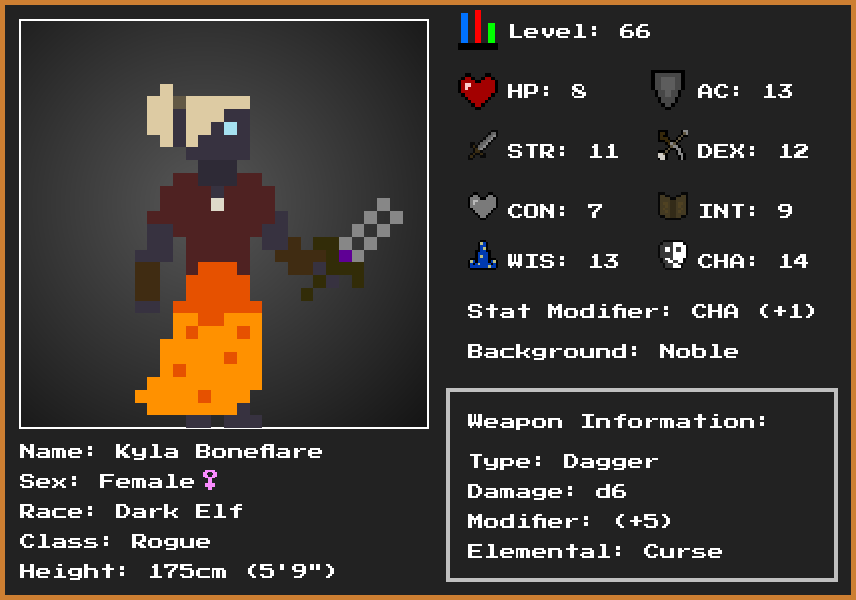 Level: 66
HP: 8
AC: 13
STR: 11
DEX: 12
CON: 7
INT: 9
WIS: 13
CHA: 14
Stat Modifier: CHA (+1)
Background: Noble
Weapon Information:
Type: Dagger
Damage: d6
Modifier: (+5)
Elemental: Curse
Name: Kyla Boneflare
Sex: Female♀
Race: Dark Elf
Class: Rogue
Height: 175cm (5'9")